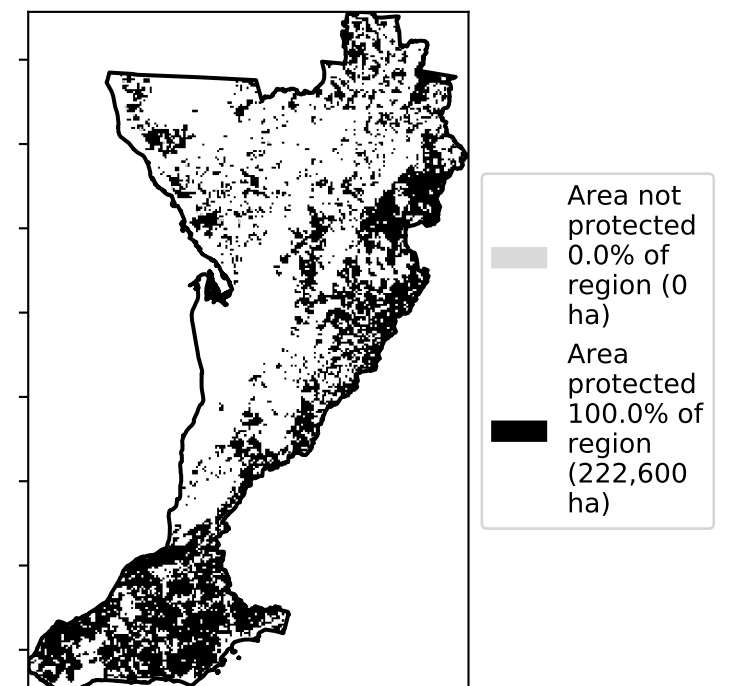 Area not
protected
0.0% of
region (0
ha)
Area
protected
100.0% of
region
(222,600
ha)